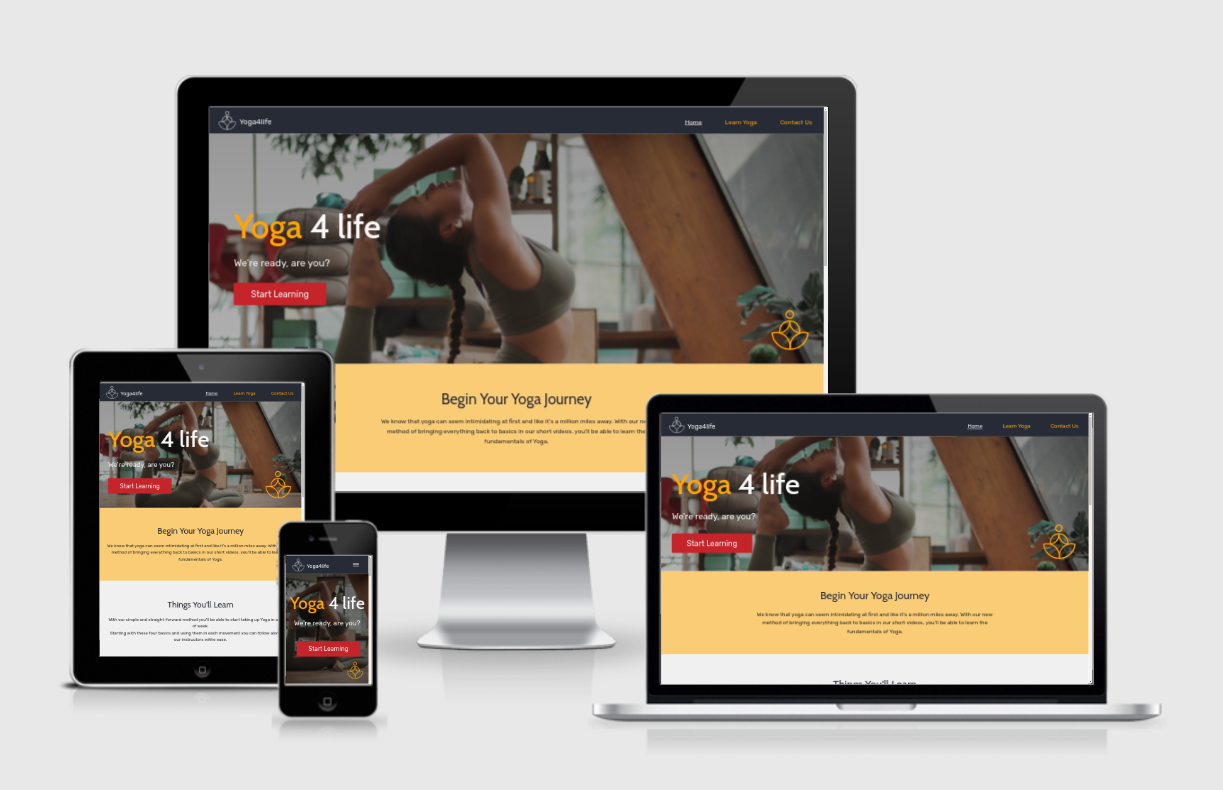 Yoga4life
Home Learn Yoga Contact Us
Yoga 4 life
We're ready, are you?
Start Learning
Begin Your Yoga Journey
We know that yoga can seem intimidating at first and like it's a million miles away. With our
method of bringing everything back to basics in our short videos, you'll be able to learn the
fundamentals of Yoga.
Yoga4life
Home Learn Yoga Contact Us
Yoga 4 life
We're ready, are you?
Start Learning
Begin Your Yoga Journey
We know that yoga can seem intimidating at first and like it's a million miles away. With
method of bringing everything back to basics in our short videos, you'll be able to
fundamentals of Yoga.
Things You'll Learn
With our simple and straight-forward method you'll be able to start taking up Yoga in
of week.
Starting with these four basics and using them in each movement you can follow
our instructors with ease.
Yoga4life
Yoga 4 life
We're ready, are you?
Start Learning
Yoga4life
Home Learn Yoga Contact Us
Yoga 4 life
We're ready, are you?
Start Learning
Begin Your Yoga Journey
We know that yoga can seem intimidating at first and like it's a million miles away. With our new
method of bringing everything back to basics in our short videos, you'll be able to learn the
fundamentals of Yoga.
Things You'll Learn